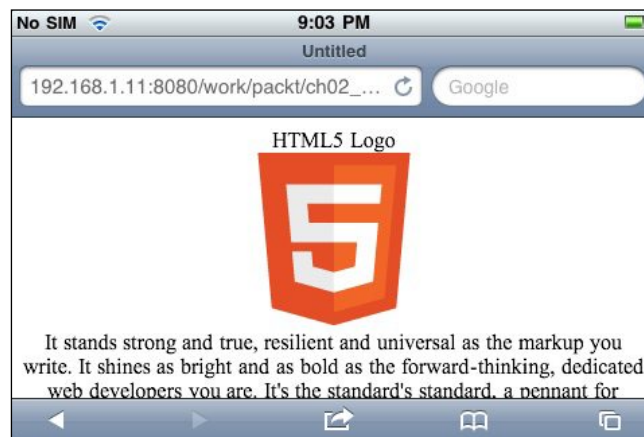 No SIM 9:03 PM
Untitled
192.168.1.11:8080/work/packt/ch02_... Google
HTML5 Logo
5
It stands strong and true, resilient and universal as the markup you
write. It shines as bright and as bold as the forward-thinking, dedicated
web developers you are. It's the standard's standard, a pennant for